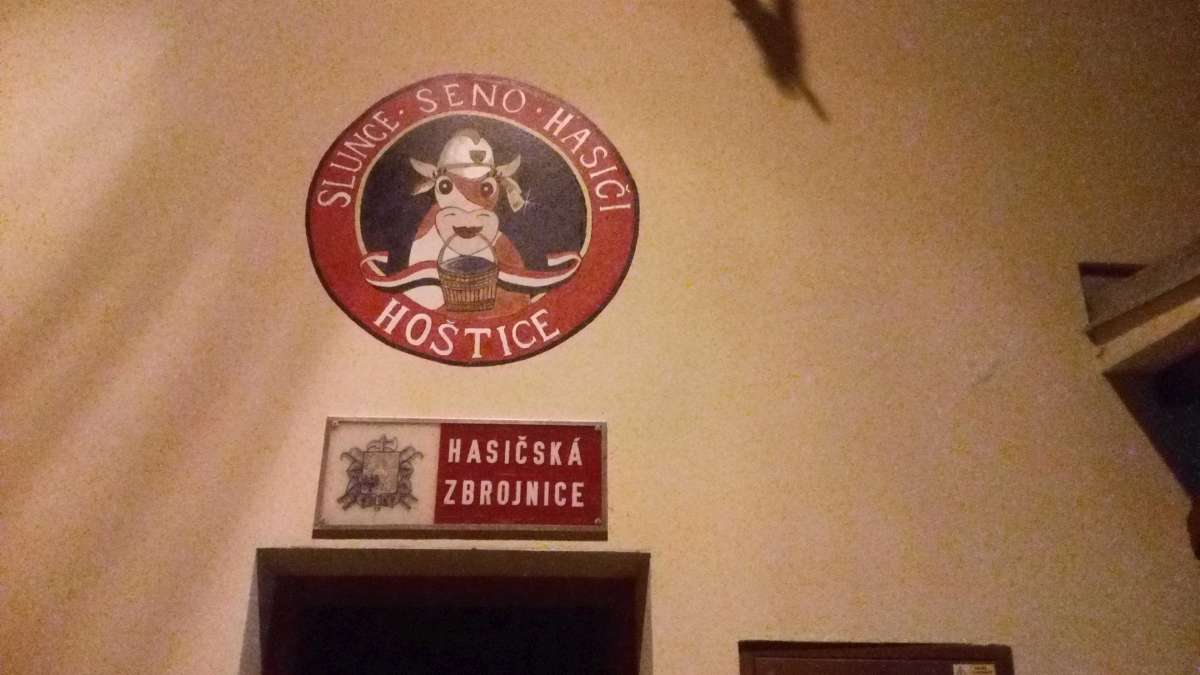 SLUNCE · SENO · HASIČI
HOŠTICE
HASIČSKÁ
ZBROJNICE